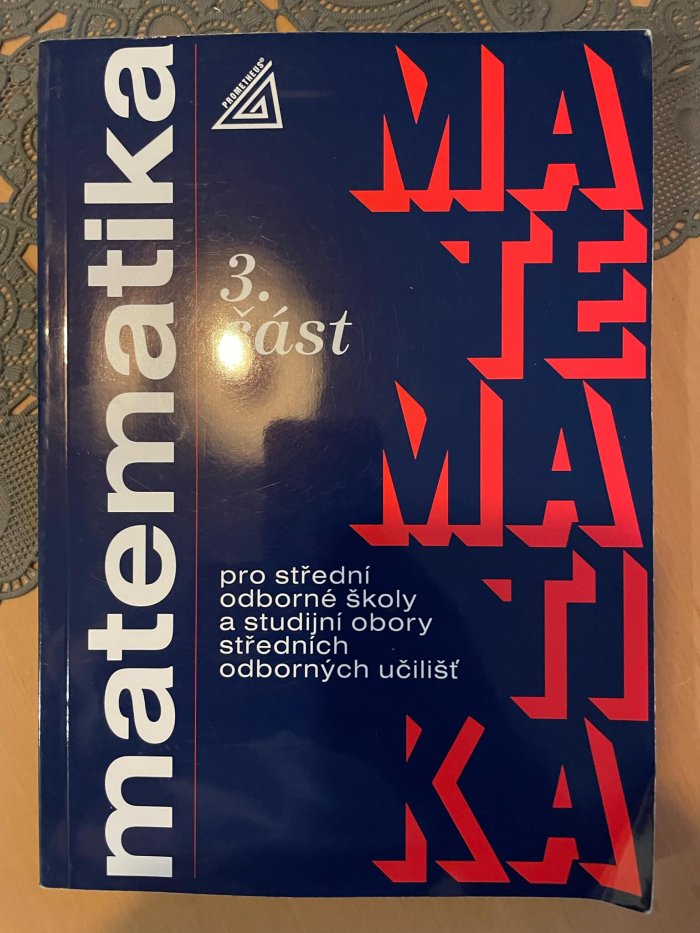 matematika
PROMETHEUS®
3.
část
pro střední
odborné školy
a studijní obory
středních
odborných učilišť
MA
TE
MA
TI
KA